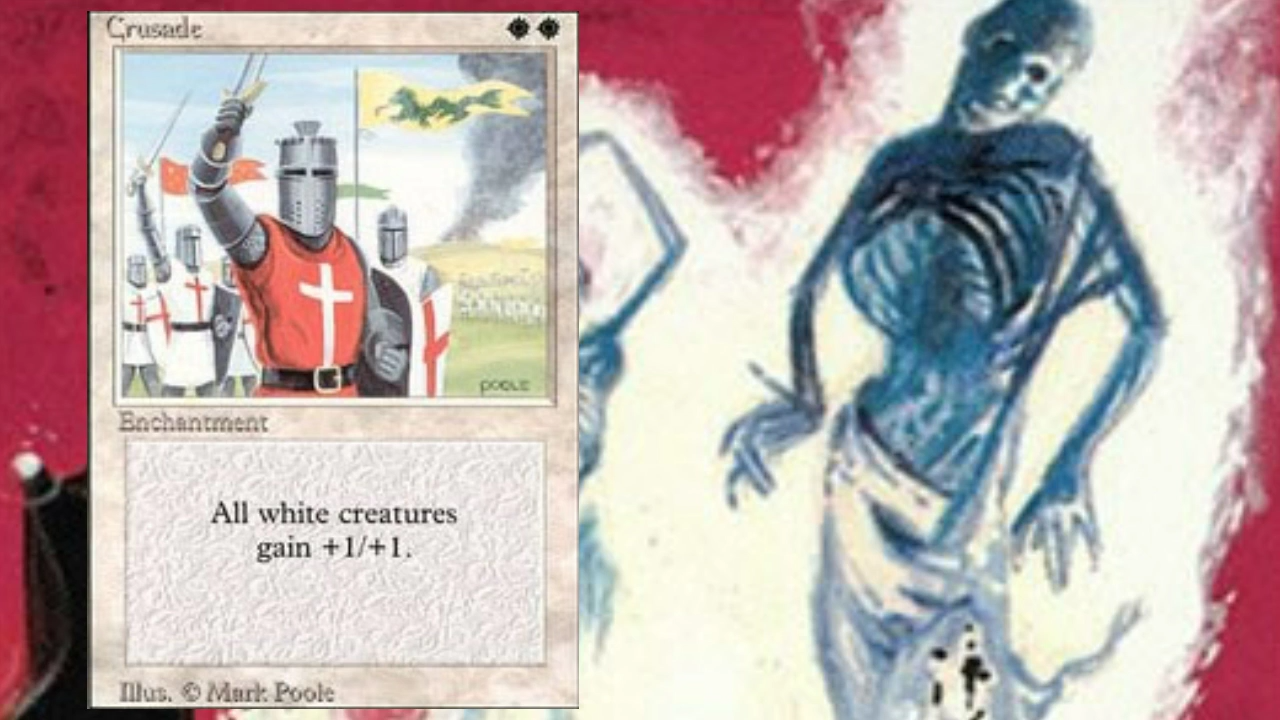 Crusade
POOLE
Enchantment
All white creatures
gain +1/+1.
Illus. © Mark Poole